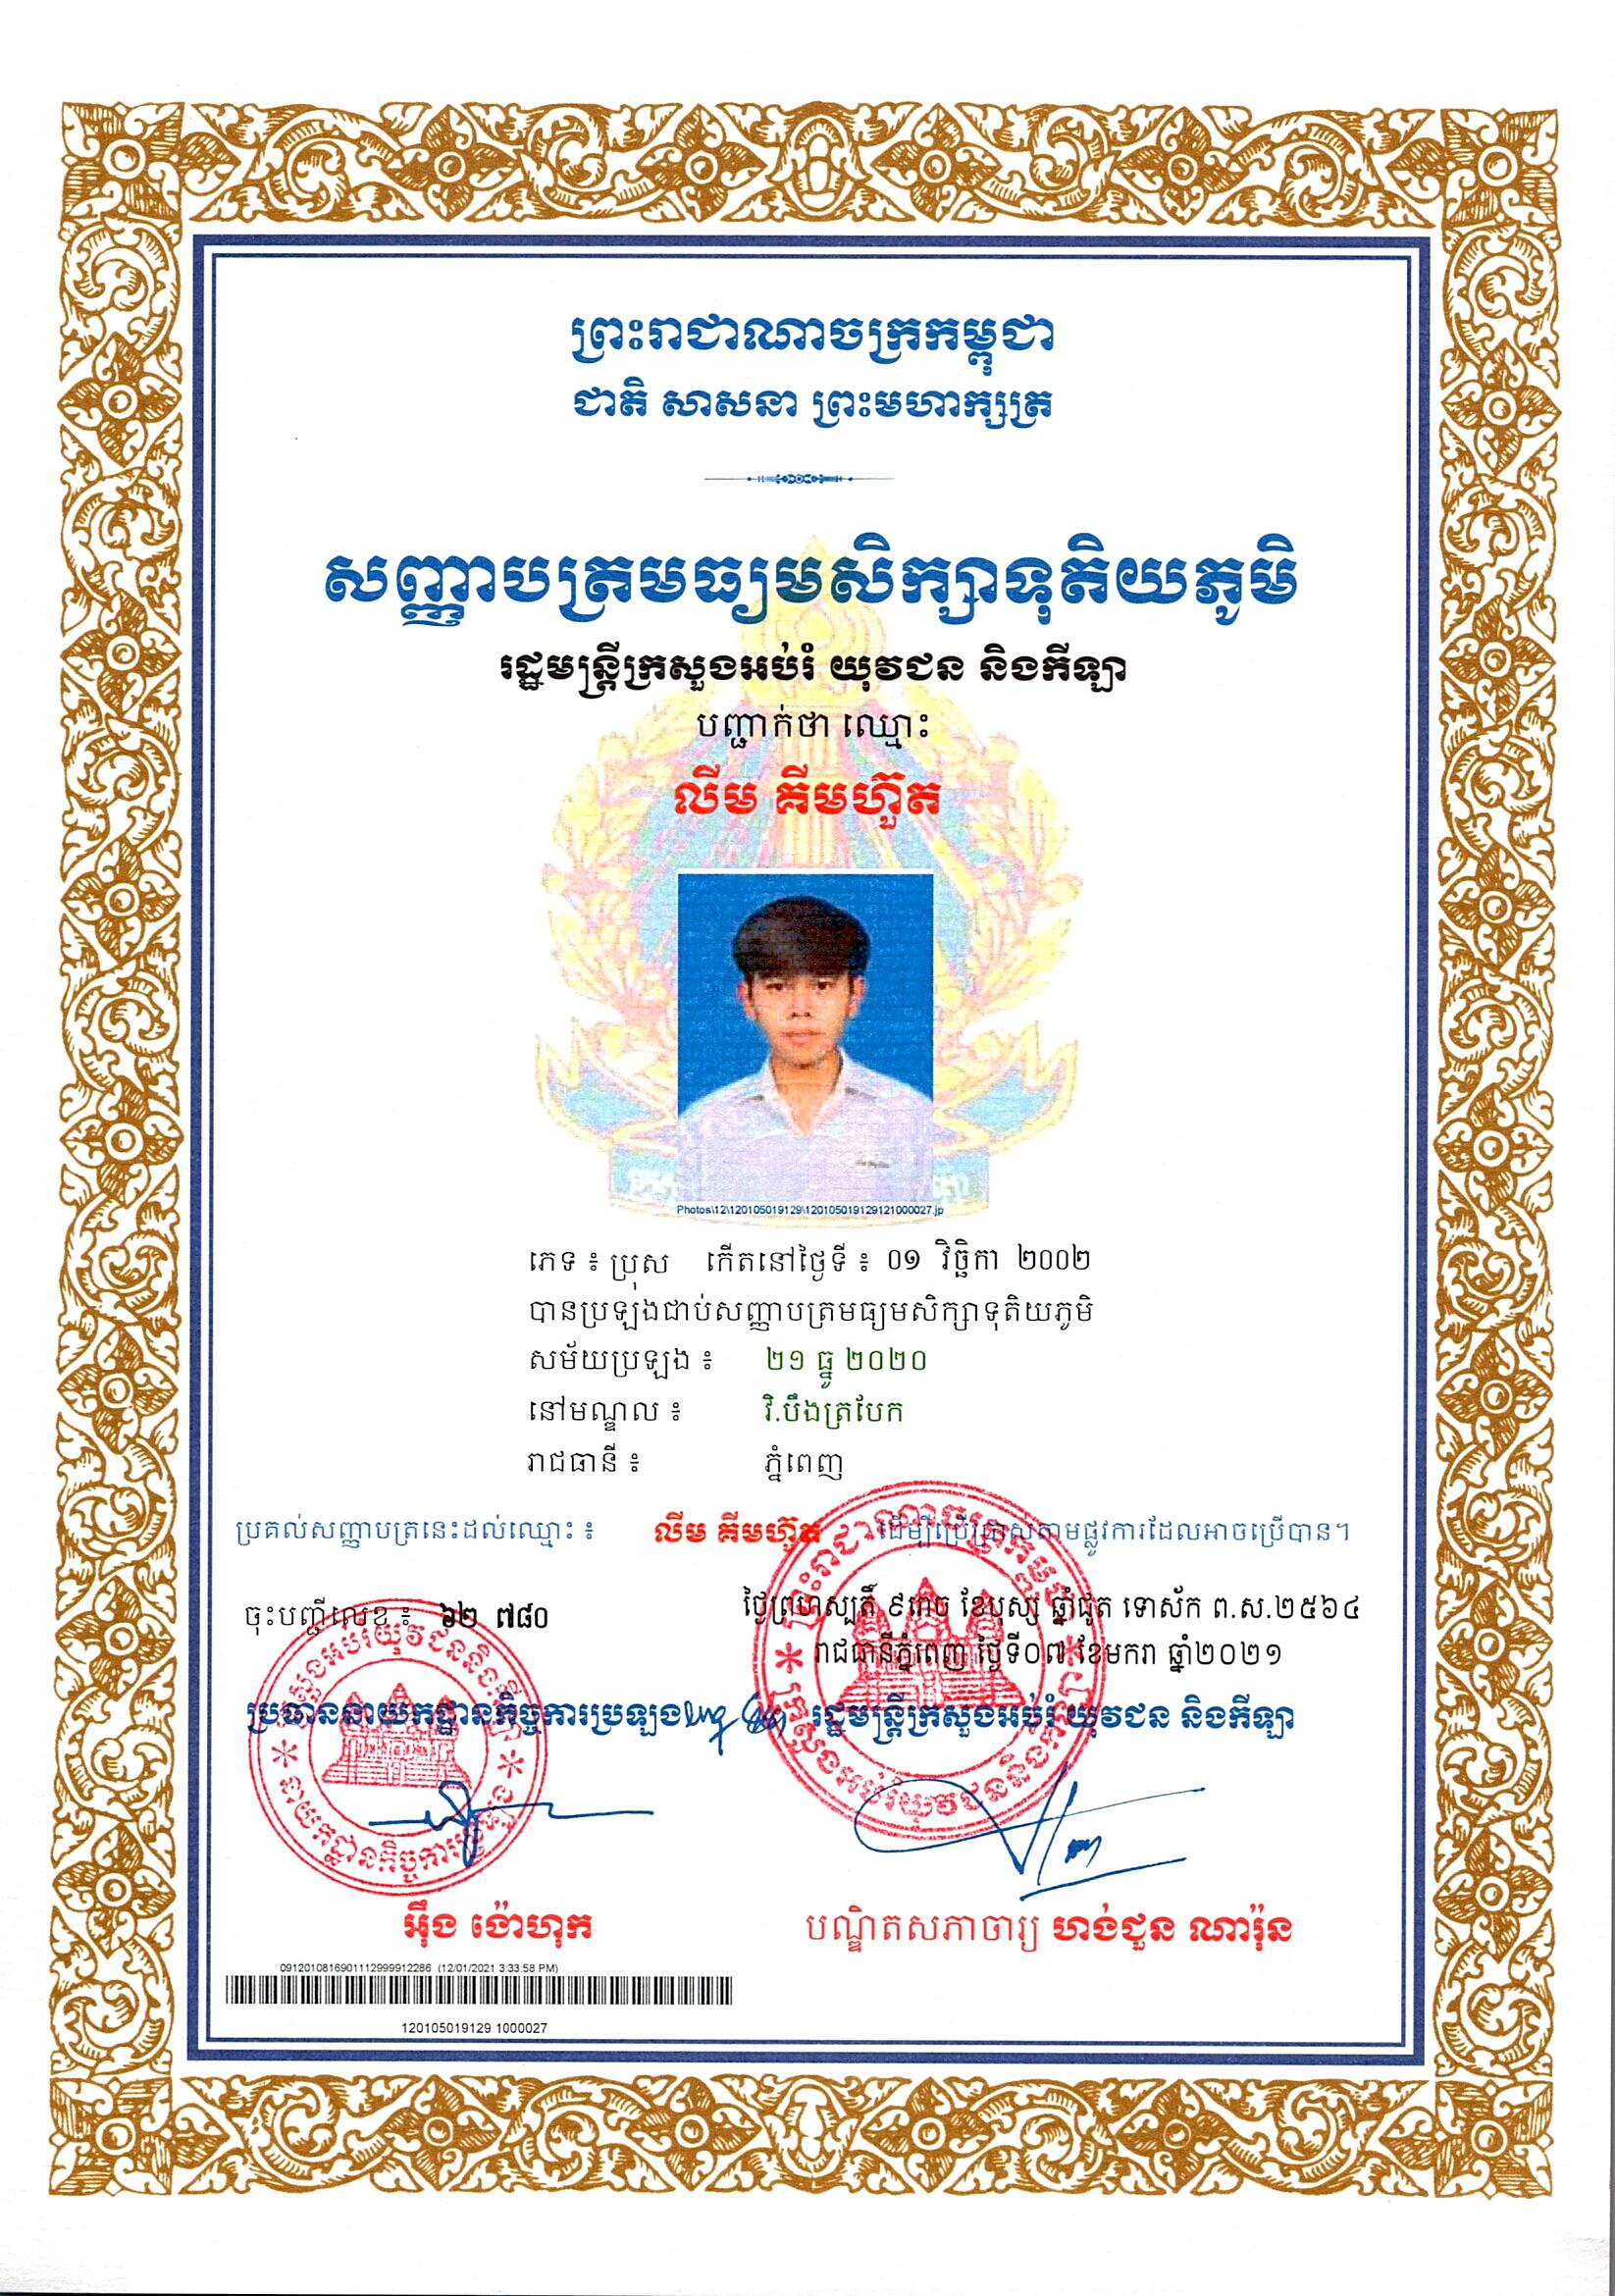 ព្រះរាជាណាចក្រកម្ពុជា
ជាតិ សាសនា ព្រះមហាក្សត្រ
សញ្ញាបត្រមធ្យមសិក្សាទុតិយភូមិ
រដ្ឋមន្ត្រីក្រសួងអប់រំ យុវជន និងកីឡា
បញ្ជាក់ថា ឈ្មោះ
លីម គីមហ៊ួត
Photos\12\120105019129\120105019129121000027.jp
ភេទ ៖ ប្រុស កើតនៅថ្ងៃទី ៖ ០១ វិច្ឆិកា ២០០២
បានប្រឡងជាប់សញ្ញាបត្រមធ្យមសិក្សាទុតិយភូមិ
សម័យប្រឡង ៖ ២១ ធ្នូ ២០២០
នៅមណ្ឌល ៖ វិ.បឹងត្របែក
រាជធានី ៖ ភ្នំពេញ
ប្រគល់សញ្ញាបត្រនេះដល់ឈ្មោះ ៖ លីម គីមហ៊ួត ដើម្បីប្រើប្រាស់តាមផ្លូវការដែលអាចប្រើបាន។
ចុះបញ្ជីលេខ ៖ ៦២ ៧៨០
ថ្ងៃព្រហស្បតិ៍ ៩រោច ខែបុស្ស ឆ្នាំជូត ទោស័ក ព.ស.២៥៦៤
រាជធានីភ្នំពេញ ថ្ងៃទី០៧ ខែមករា ឆ្នាំ២០២១
ប្រធាននាយកដ្ឋានកិច្ចការប្រឡង
រដ្ឋមន្ត្រីក្រសួងអប់រំ យុវជន និងកីឡា
អ៊ឹង ង៉ោហុក
បណ្ឌិតសភាចារ្យ ហង់ជួន ណារ៉ុន
0912010816901112999912286 (12/01/2021 3:33:58 PM)
120105019129 1000027